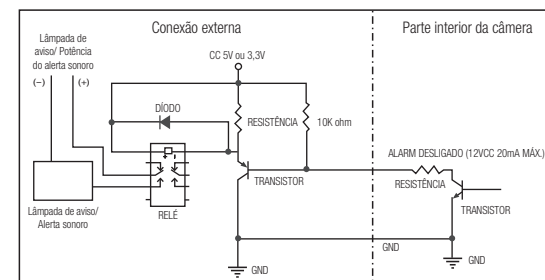 Conexão externa
Parte interior da câmera
Lâmpada de
aviso/ Potência
do alerta sonoro
(−)
(+)
CC 5V ou 3,3V
DÍODO
RESISTÊNCIA
10K ohm
ALARM DESLIGADO (12VCC 20mA MÁX.)
RESISTÊNCIA
TRANSISTOR
TRANSISTOR
RELÉ
Lâmpada de aviso/
Alerta sonoro
GND
GND
GND